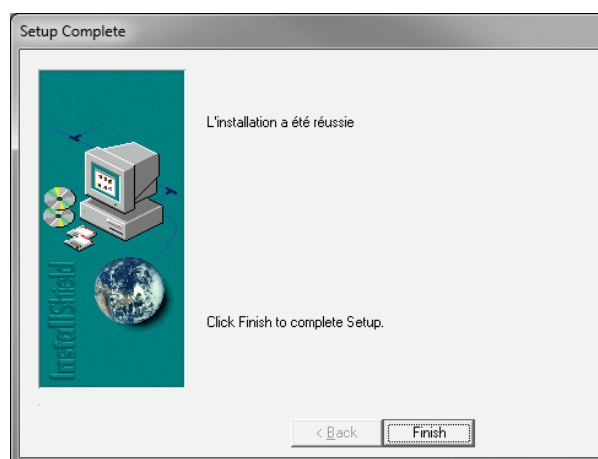 Setup Complete
L'installation a été réussie
InstallShield
Click Finish to complete Setup.
< Back
Finish